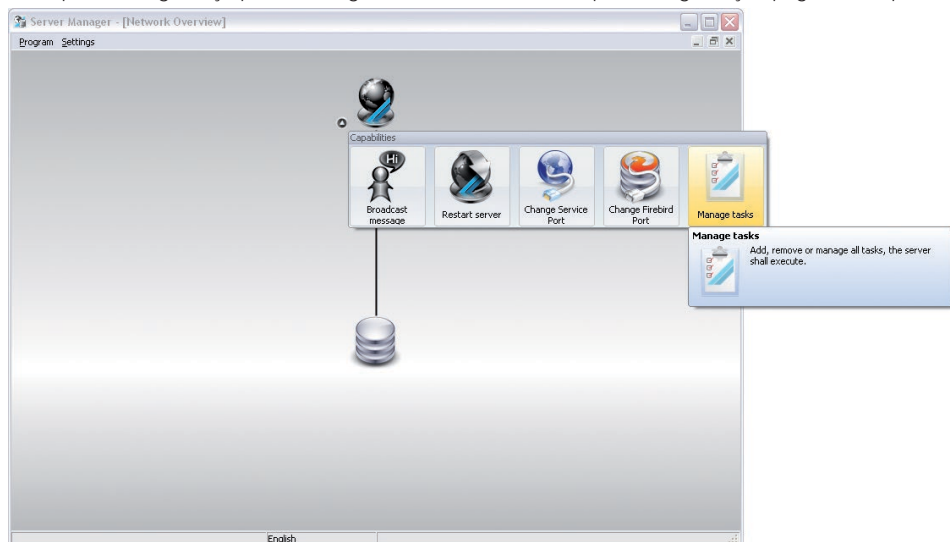 Server Manager - [Network Overview]
Program Settings
Capabilities
Hi
Broadcast message
Restart server
Change Service Port
Change Firebird Port
Manage tasks
Manage tasks
Add, remove or manage all tasks, the server
shall execute.
English